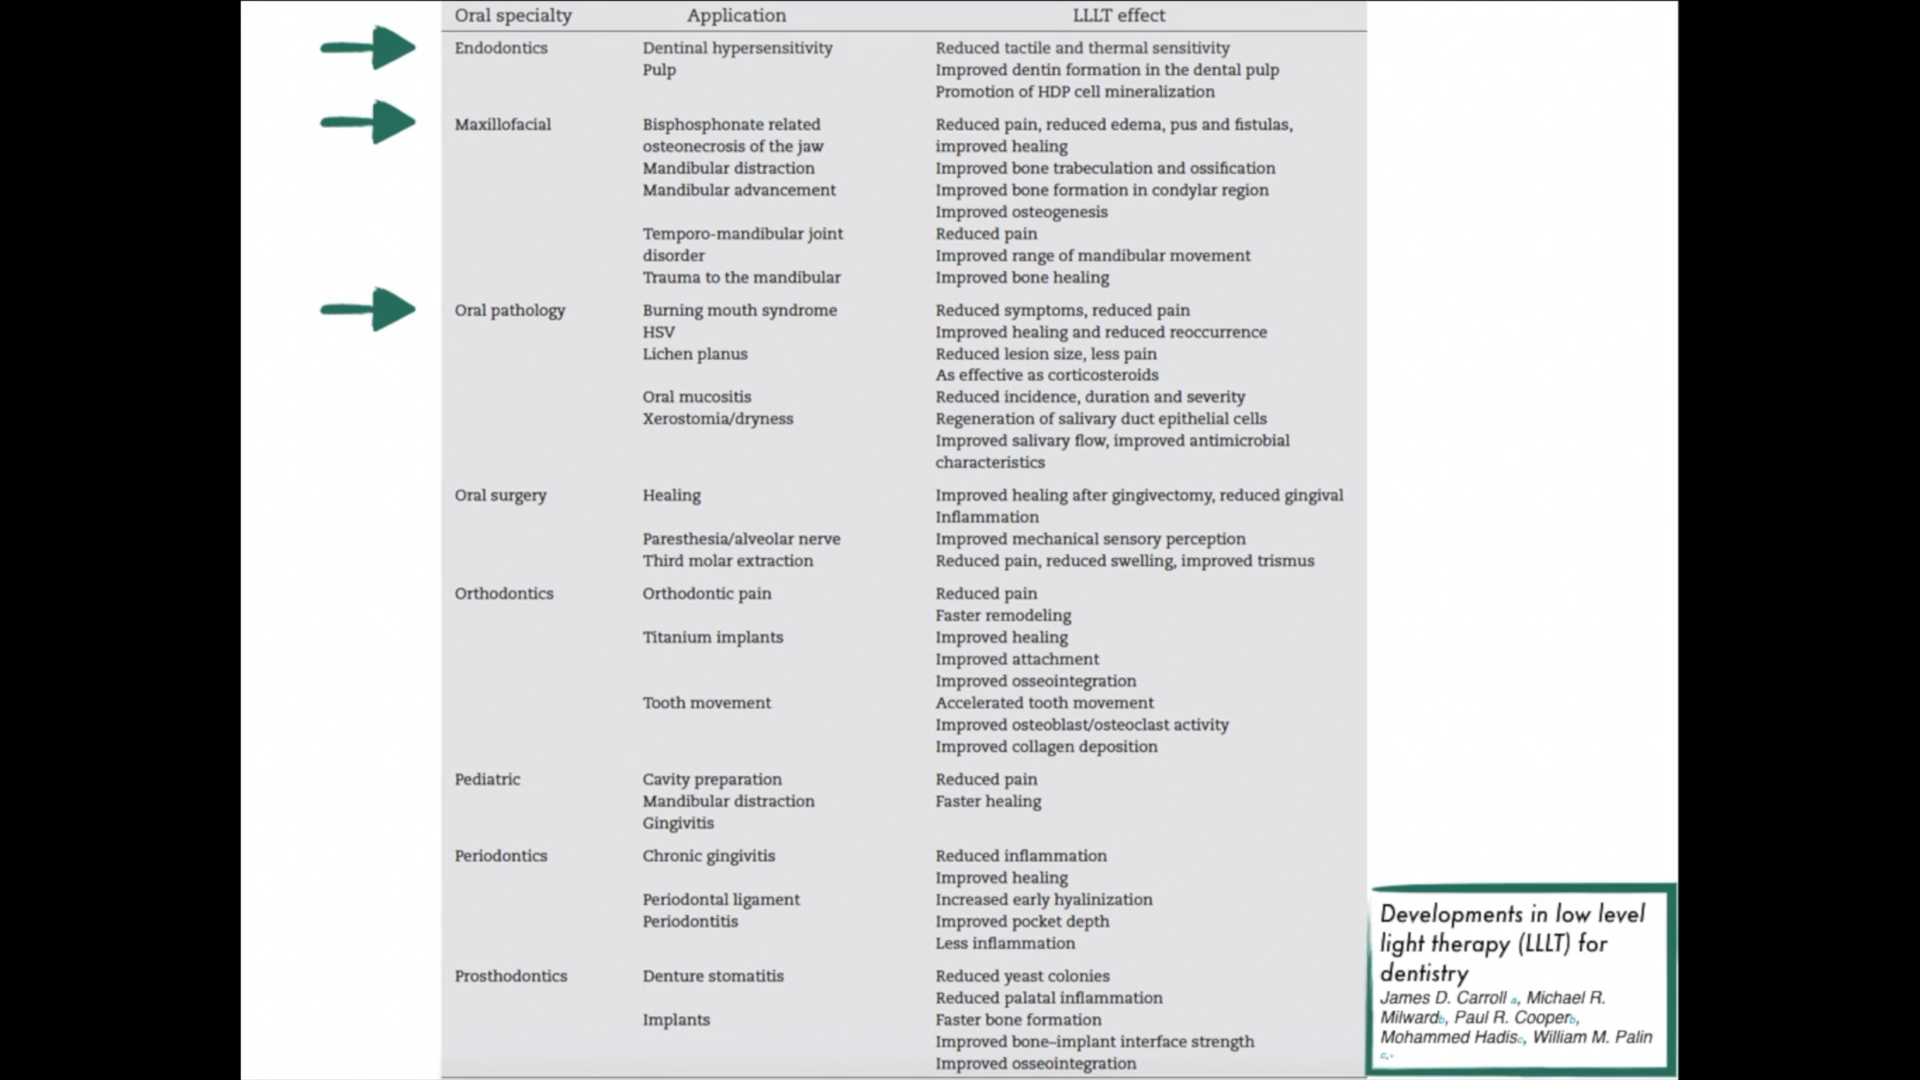 Oral specialty Application LLLT effect
Endodontics Dentinal hypersensitivity Reduced tactile and thermal sensitivity
Pulp Improved dentin formation in the dental pulp
Promotion of HDP cell mineralization
Maxillofacial Bisphosphonate related Reduced pain, reduced edema, pus and fistulas,
osteonecrosis of the jaw improved healing
Mandibular distraction Improved bone trabeculation and ossification
Mandibular advancement Improved bone formation in condylar region
Improved osteogenesis
Temporo-mandibular joint Reduced pain
disorder Improved range of mandibular movement
Trauma to the mandibular Improved bone healing
Oral pathology Burning mouth syndrome Reduced symptoms, reduced pain
HSV Improved healing and reduced reoccurrence
Lichen planus Reduced lesion size, less pain
As effective as corticosteroids
Oral mucositis Reduced incidence, duration and severity
Xerostomia/dryness Regeneration of salivary duct epithelial cells
Improved salivary flow, improved antimicrobial
characteristics
Oral surgery Healing Improved healing after gingivectomy, reduced gingival
Inflammation
Paresthesia/alveolar nerve Improved mechanical sensory perception
Third molar extraction Reduced pain, reduced swelling, improved trismus
Orthodontics Orthodontic pain Reduced pain
Faster remodeling
Titanium implants Improved healing
Improved attachment
Improved osseointegration
Tooth movement Accelerated tooth movement
Improved osteoblast/osteoclast activity
Improved collagen deposition
Pediatric Cavity preparation Reduced pain
Mandibular distraction Faster healing
Gingivitis
Periodontics Chronic gingivitis Reduced inflammation
Improved healing
Periodontal ligament Increased early hyalinization
Periodontitis Improved pocket depth
Less inflammation
Prosthodontics Denture stomatitis Reduced yeast colonies
Reduced palatal inflammation
Implants Faster bone formation
Improved bone–implant interface strength
Improved osseointegration
Developments in low level
light therapy (LLLT) for
dentistry
James D. Carroll a, Michael R.
Milwardb, Paul R. Cooperb,
Mohammed Hadisc, William M. Palin
c,*